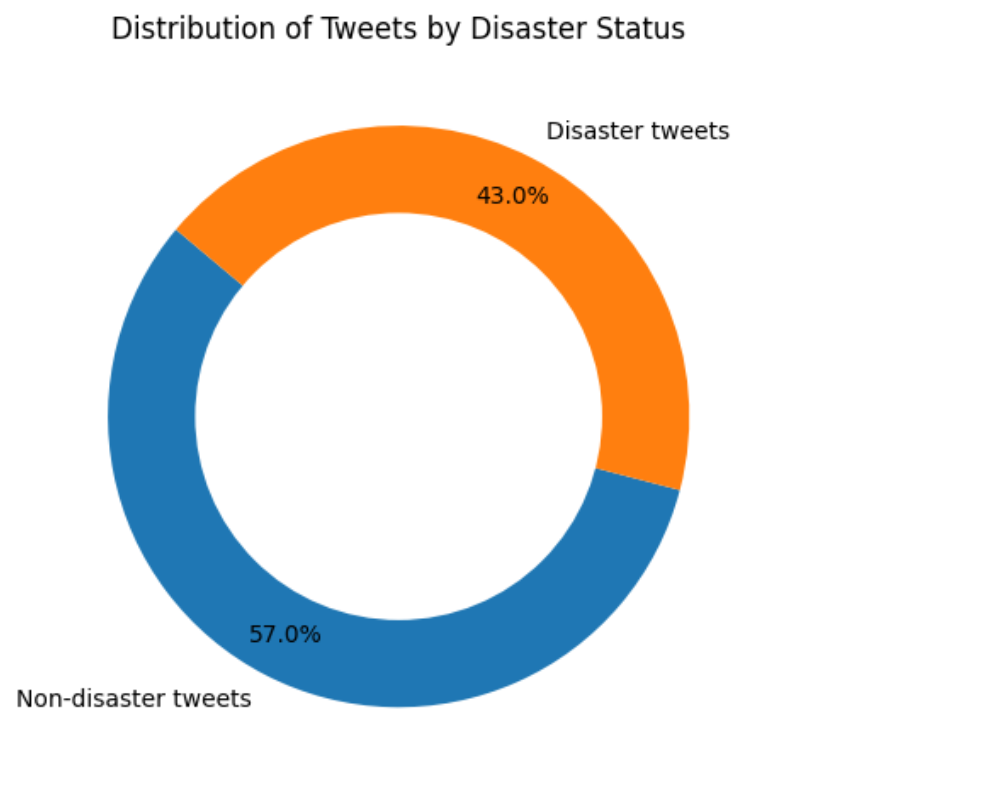 Distribution of Tweets by Disaster Status
Disaster tweets
43.0%
57.0%
Non-disaster tweets